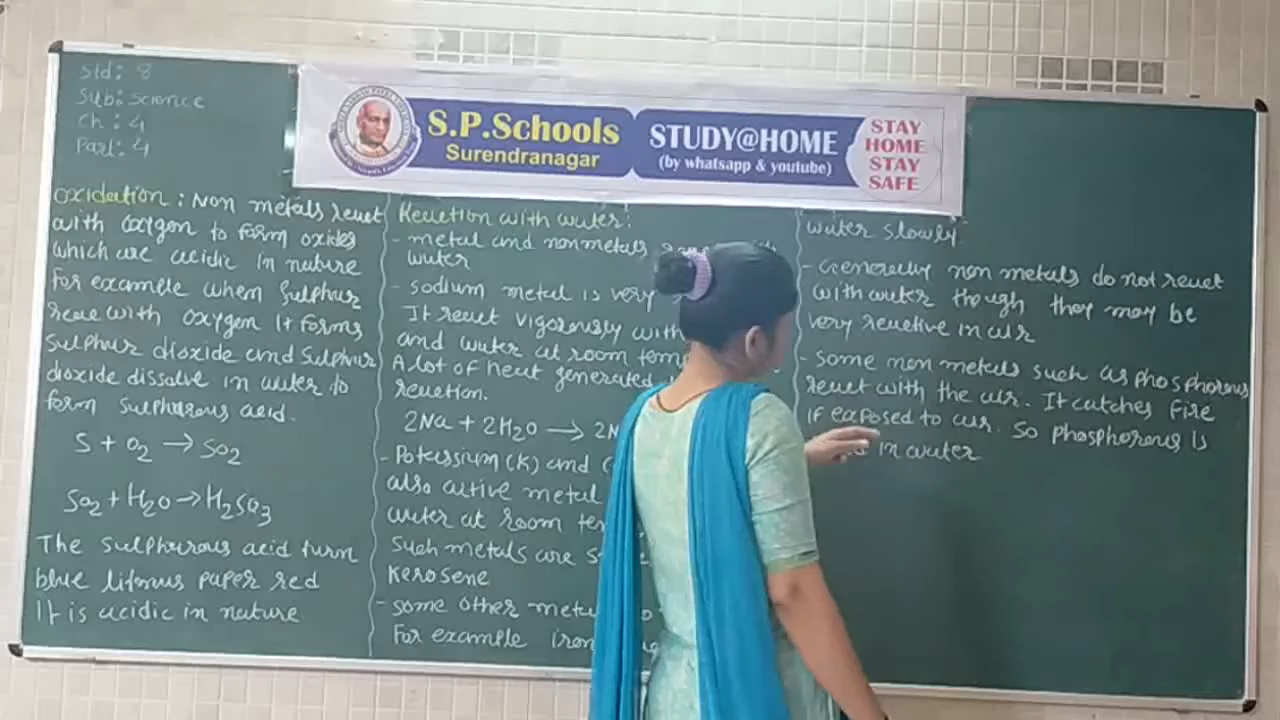 Std: 8
Sub: Science
Ch: 4
Part: 4
S.P.Schools
Surendranagar
STUDY@HOME
(by whatsapp & youtube)
STAY
HOME
STAY
SAFE
Oxidation: Non metals react
with oxygen to form oxides
which are acidic in nature
for example when Sulphur
reac with oxygen It forms
sulphur dioxide and sulphur
dioxide dissolve in water to
form sulphurous acid.
S + O2 → SO2
SO2 + H2O → H2SO3
The sulphurous acid turn
blue litmus paper red
It is acidic in nature
Reaction with water:
- metal and nonmetals
water
- sodium metal is very
It react vigorously with
and water at room tem
A lot of heat generated
reaction.
2Na + 2H2O → 2N
- Potassium (K) and
also active metal
water at room te
Such metals are s
Kerosene
- some other meta
For example iron
water slowly.
- Generally non metals do not react
with water though they may be
very reactive in air
- Some non metals such as phosphorous
react with the air. It catches fire
if exposed to air. So phosphorous is
in water